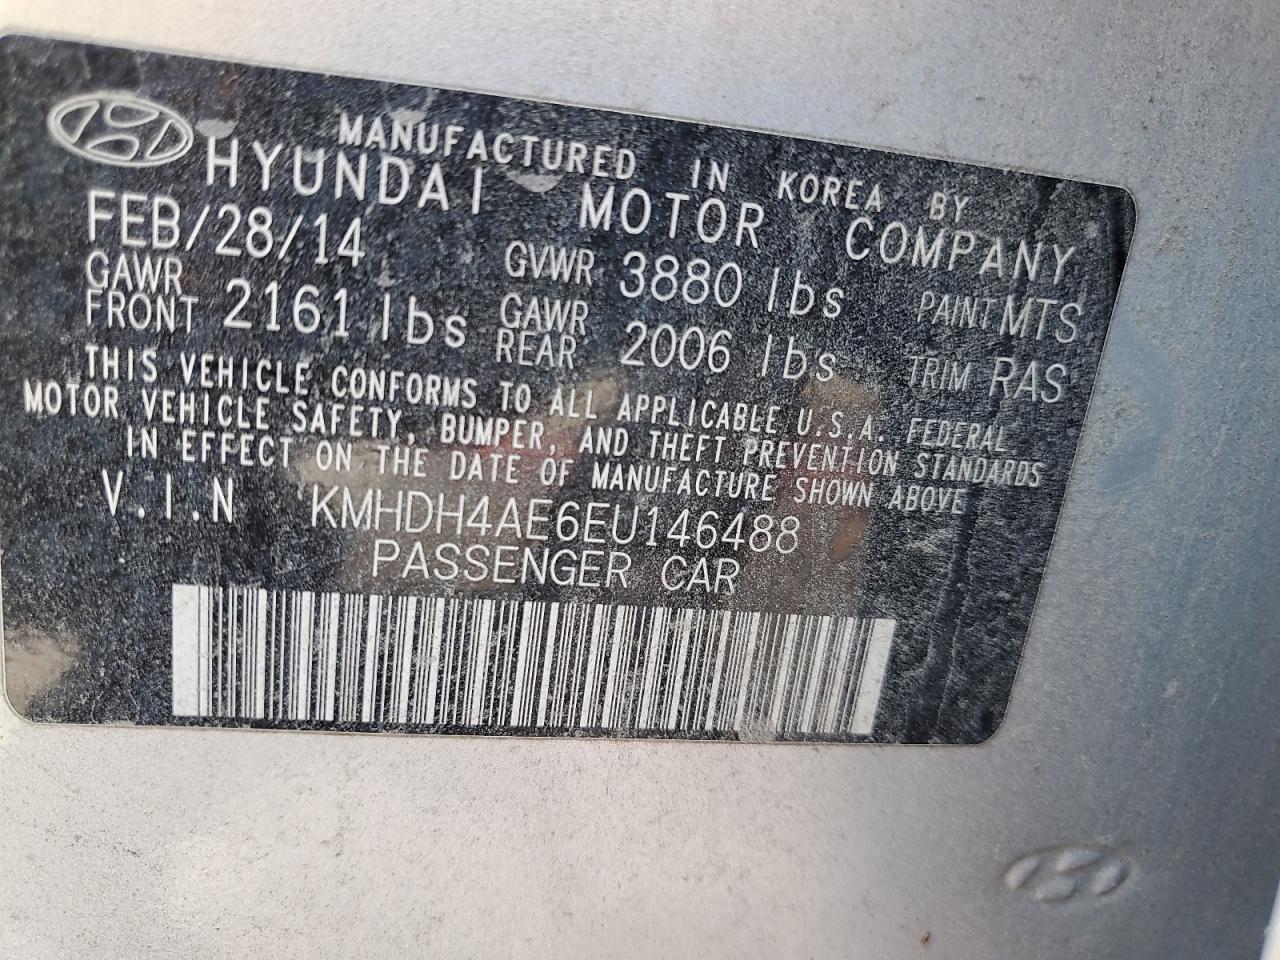 MANUFACTURED IN KOREA BY
HYUNDAI MOTOR COMPANY
FEB/28/14 GVWR 3880 lbs PAINT MTS
GAWR FRONT 2161 lbs GAWR REAR 2006 lbs TRIM RAS
THIS VEHICLE CONFORMS TO ALL APPLICABLE U.S.A. FEDERAL
MOTOR VEHICLE SAFETY, BUMPER, AND THEFT PREVENTION STANDARDS
IN EFFECT ON THE DATE OF MANUFACTURE SHOWN ABOVE
V.I.N KMHDH4AE6EU146488
PASSENGER CAR